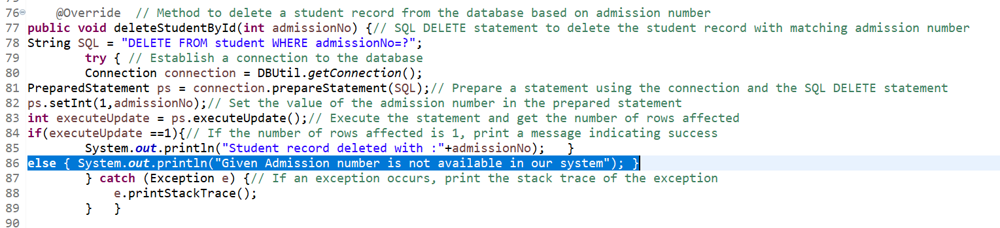 76 @Override // Method to delete a student record from the database based on admission number
77 public void deleteStudentById(int admissionNo) {// SQL DELETE statement to delete the student record with matching admission number
78 String SQL = "DELETE FROM student WHERE admissionNo=?";
79 try { // Establish a connection to the database
80 Connection connection = DBUtil.getConnection();
81 PreparedStatement ps = connection.prepareStatement(SQL);// Prepare a statement using the connection and the SQL DELETE statement
82 ps.setInt(1,admissionNo);// Set the value of the admission number in the prepared statement
83 int executeUpdate = ps.executeUpdate();// Execute the statement and get the number of rows affected
84 if(executeUpdate ==1){// If the number of rows affected is 1, print a message indicating success
85 System.out.println("Student record deleted with :"+admissionNo); }
86 else { System.out.println("Given Admission number is not available in our system"); }
87 } catch (Exception e) {// If an exception occurs, print the stack trace of the exception
88 e.printStackTrace();
89 } }
90